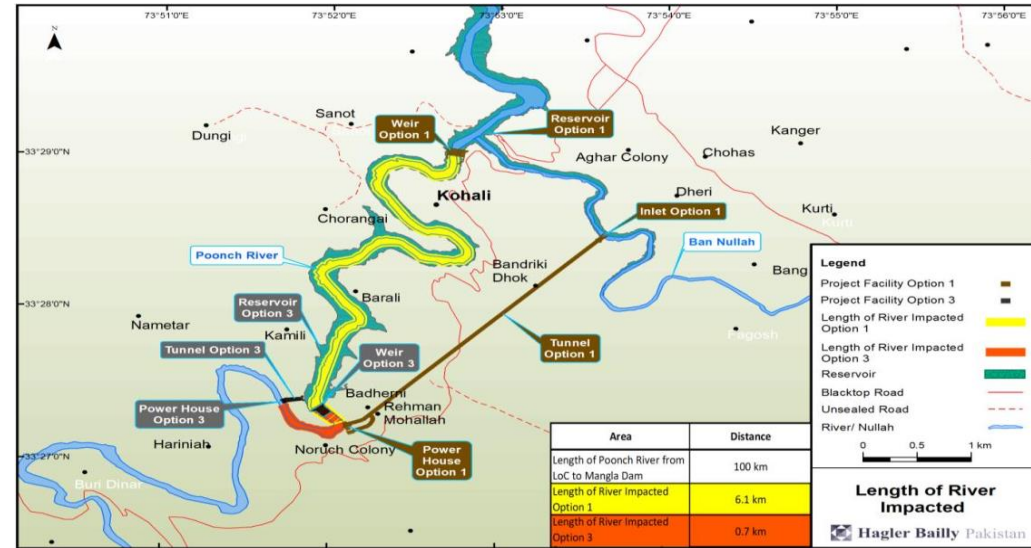 73°51'0"E
73°52'0"E
73°53'0"E
73°54'0"E
73°55'0"E
73°56'0"E
N
33°29'0"N
33°28'0"N
33°27'0"N
Dungi
Sanot
Weir
Option 1
Reservoir
Option 1
Kanger
Aghar Colony
Chohas
Kohali
Dheri
Chorangai
Inlet Option 1
Kurti
Poonch River
Ban Nullah
Bandriki
Dhok
Bang
Barali
Reservoir
Option 3
Nametar
Kamili
Pagosh
Tunnel Option 3
Weir
Option 3
Tunnel
Option 1
Badherni
Rehman
Mohallah
Power House
Option 3
Hariniah
Noruch Colony
Power
House
Option 1
Buri Dinar
Legend
Project Facility Option 1
Project Facility Option 3
Length of River Impacted
Option 1
Length of River Impacted
Option 3
Reservoir
Blacktop Road
Unsealed Road
River/ Nullah
0 0.5 1 km
Area Distance
Length of Poonch River from
LoC to Mangla Dam 100 km
Length of River Impacted
Option 1 6.1 km
Length of River Impacted
Option 3 0.7 km
Length of River
Impacted
Hagler Bailly Pakistan